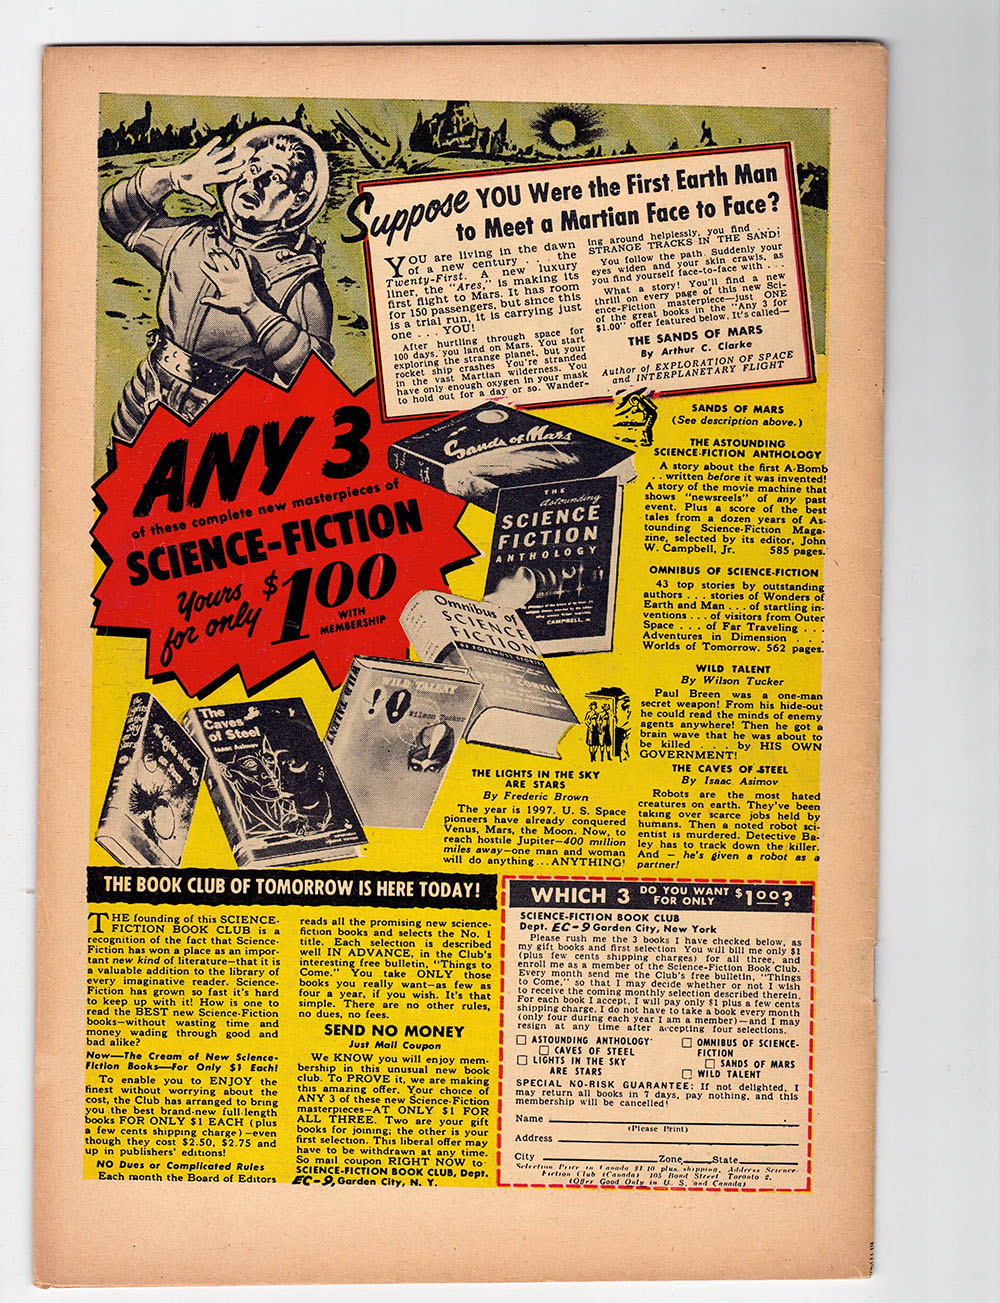 Suppose YOU Were the First Earth Man
to Meet a Martian Face to Face?
YOU are living in the dawn
of a new century . . . the
Twenty-First. A new luxury
liner, the "Ares," is making its
first flight to Mars. It has room
for 150 passengers, but since this
is a trial run, it is carrying just
one . . . YOU!
After hurtling through space for
100 days, you land on Mars. You start
exploring the strange planet, but your
rocket ship crashes You're stranded
in the vast Martian wilderness. You
have only enough oxygen in your mask
to hold out for a day or so. Wander-
ing around helplessly, you find . . .
STRANGE TRACKS IN THE SAND!
You follow the path. Suddenly your
eyes widen and your skin crawls, as
you find yourself face-to-face with . . .
What a story! You'll find a new
thrill on every page of this new Sci-
ence-Fiction masterpiece—just ONE
of the great books in the "Any 3 for
$1.00" offer featured below. It's called—
THE SANDS OF MARS
By Arthur C. Clarke
Author of EXPLORATION OF SPACE
and INTERPLANETARY FLIGHT
ANY 3
of these complete new masterpieces of
SCIENCE-FICTION
Yours
for only $1.00
WITH
MEMBERSHIP
Sands of Mars
THE
Astounding
SCIENCE
FICTION
ANTHOLOGY
CAMPBELL, JR.
Omnibus of
SCIENCE
FICTION
CONKLIN
WILD TALENT
Wilson Tucker
WILD TALENT
The
Caves
of Steel
Isaac Asimov
SANDS OF MARS
(See description above.)
THE ASTOUNDING
SCIENCE-FICTION ANTHOLOGY
A story about the first A-Bomb
. . written before it was invented!
A story of the movie machine that
shows "newsreels" of any past
event. Plus a score of the best
tales from a dozen years of As-
tounding Science-Fiction Maga-
zine, selected by its editor, John
W. Campbell, Jr. 585 pages.
OMNIBUS OF SCIENCE-FICTION
43 top stories by outstanding
authors . . . stories of Wonders of
Earth and Man . . . of startling in-
ventions . . . of visitors from Outer
Space . . . of Far Traveling . . .
Adventures in Dimension . . .
Worlds of Tomorrow. 562 pages.
WILD TALENT
By Wilson Tucker
Paul Breen was a one-man
secret weapon! From his hide-out
he could read the minds of enemy
agents anywhere! Then he got a
brain wave that he was about to
be killed . . . . by HIS OWN
GOVERNMENT!
THE CAVES OF STEEL
By Isaac Asimov
Robots are the most hated
creatures on earth. They've been
taking over scarce jobs held by
humans. Then a noted robot sci-
entist is murdered. Detective Ba-
ley has to track down the killer.
And — he's given a robot as a
partner!
THE LIGHTS IN THE SKY
ARE STARS
By Frederic Brown
The year is 1997. U. S. Space
pioneers have already conquered
Venus, Mars, the Moon. Now, to
reach hostile Jupiter—400 million
miles away—one man and woman
will do anything...ANYTHING!
THE BOOK CLUB OF TOMORROW IS HERE TODAY!
THE founding of this SCIENCE-
FICTION BOOK CLUB is a
recognition of the fact that Science-
Fiction has won a place as an impor-
tant new kind of literature—that it is
a valuable addition to the library of
every imaginative reader. Science-
Fiction has grown so fast it's hard
to keep up with it! How is one to
read the BEST new Science-Fiction
books—without wasting time and
money wading through good and
bad alike?
Now—The Cream of New Science-
Fiction Books—For Only $1 Each!
To enable you to ENJOY the
finest without worrying about the
cost, the Club has arranged to bring
you the best brand-new full-length
books FOR ONLY $1 EACH (plus
a few cents shipping charge)—even
though they cost $2.50, $2.75 and
up in publishers' editions!
NO Dues or Complicated Rules
Each month the Board of Editors
reads all the promising new science-
fiction books and selects the No. 1
title. Each selection is described
well IN ADVANCE, in the Club's
interesting free bulletin, "Things to
Come." You take ONLY those
books you really want—as few as
four a year, if you wish. It's that
simple. There are no other rules,
no dues, no fees.
SEND NO MONEY
Just Mail Coupon
We KNOW you will enjoy mem-
bership in this unusual new book
club. To PROVE it, we are making
this amazing offer. Your choice of
ANY 3 of these new Science-Fiction
masterpieces—AT ONLY $1 FOR
ALL THREE. Two are your gift
books for joining; the other is your
first selection. This liberal offer may
have to be withdrawn at any time.
So mail coupon RIGHT NOW to
SCIENCE-FICTION BOOK CLUB, Dept.
EC-9, Garden City, N. Y.
WHICH 3 DO YOU WANT FOR ONLY $1.00?
SCIENCE-FICTION BOOK CLUB
Dept. EC-9 Garden City, New York
Please rush me the 3 books I have checked below, as
my gift books and first selection You will bill me only $1
(plus few cents shipping charges) for all three, and
enroll me as a member of the Science-Fiction Book Club.
Every month send me the Club's free bulletin, "Things
to Come," so that I may decide whether or not I wish
to receive the coming monthly selection described therein.
For each book I accept, I will pay only $1 plus a few cents
shipping charge. I do not have to take a book every month
(only four during each year I am a member)—and I may
resign at any time after accepting four selections.
ASTOUNDING ANTHOLOGY
CAVES OF STEEL
LIGHTS IN THE SKY
ARE STARS
OMNIBUS OF SCIENCE-
FICTION
SANDS OF MARS
WILD TALENT
SPECIAL NO-RISK GUARANTEE: If not delighted, I
may return all books in 7 days, pay nothing, and this
membership will be cancelled!
Name
(Please Print)
Address
City Zone State
Selection Price in Canada $1.10 plus shipping. Address Science-
Fiction Club (Canada) 105 Bond Street Toronto 2.
(Offer Good Only in U. S. and Canada)